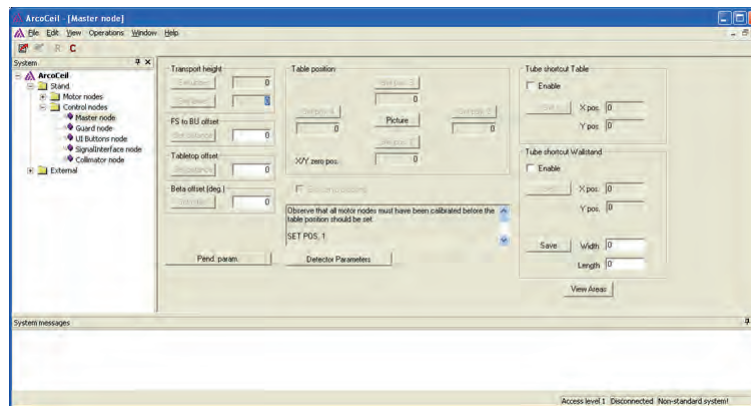 ArcoCeil - [Master node]
File Edit View Operations Window Help
R C
System
ArcoCeil
Stand
Motor nodes
Control nodes
Master node
Guard node
UI Buttons node
SignalInterface node
Collimator node
External
Transport height
0
0
FS to BU offset
0
Tabletop offset
0
Beta offset (deg.)
0
Pend. param.
Table position
0
0
Picture
0
X/Y zero pos.
0
Observe that all motor nodes must have been calibrated before the
table position should be set.
SET POS. 1
Detector Parameters
Tube shortcut Table
Enable
X pos. 0
Y pos. 0
Tube shortcut Wallstand
Enable
X pos. 0
Y pos. 0
Save Width 0
Length 0
View Areas
System messages
Access level 1 Disconnected Non-standard system!